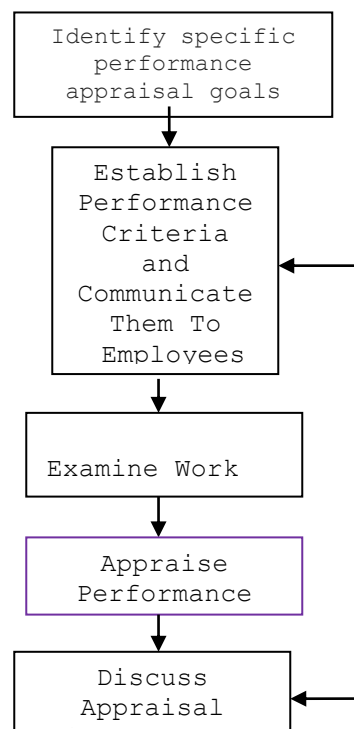 Identify specific
performance
appraisal goals
Establish
Performance
Criteria
and
Communicate
Them To
Employees
Examine Work
Appraise
Performance
Discuss
Appraisal